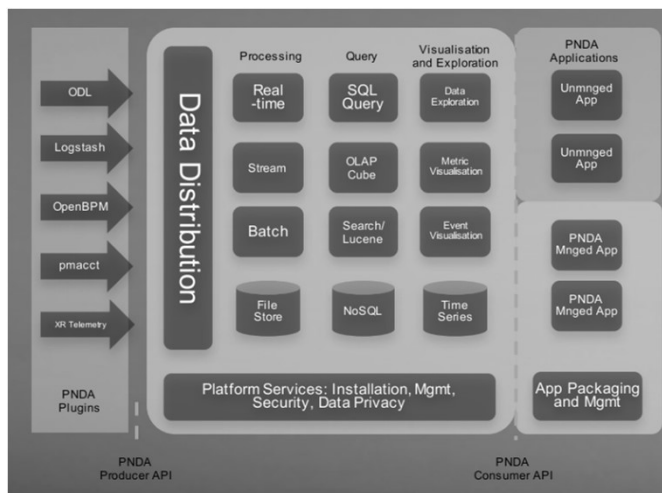 ODL
Logstash
OpenBPM
pmacct
XR Telemetry
PNDA
Plugins
PNDA
Producer API
Data Distribution
Processing
Real
-time
Stream
Batch
File
Store
Query
SQL
Query
OLAP
Cube
Search/
Lucene
NoSQL
Visualisation
and Exploration
Data
Exploration
Metric
Visualisation
Event
Visualisation
Time
Series
Platform Services: Installation, Mgmt,
Security, Data Privacy
PNDA
Applications
Unmnged
App
Unmnged
App
PNDA
Mnged App
PNDA
Mnged App
App Packaging
and Mgmt
PNDA
Consumer API